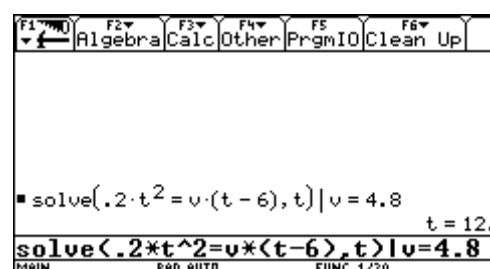 F1 F2 F3 F4 F5 F6
Algebra Calc Other PrgmIO Clean Up
▪ solve(.2·t² = v·(t - 6), t)|v = 4.8
t = 12.
solve(.2*t^2=v*(t-6),t)|v=4.8
MAIN RAD AUTO FUNC 1/30